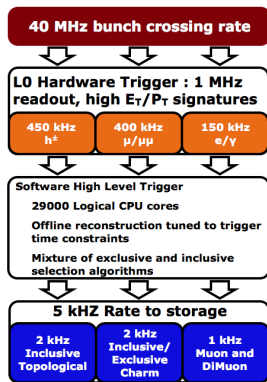 40 MHz bunch crossing rate
L0 Hardware Trigger : 1 MHz
readout, high E_T/P_T signatures
450 kHz
h±
400 kHz
μ/μμ
150 kHz
e/γ
Software High Level Trigger
29000 Logical CPU cores
Offline reconstruction tuned to trigger
time constraints
Mixture of exclusive and inclusive
selection algorithms
5 kHZ Rate to storage
2 kHz
Inclusive
Topological
2 kHz
Inclusive/
Exclusive
Charm
1 kHz
Muon and
DiMuon